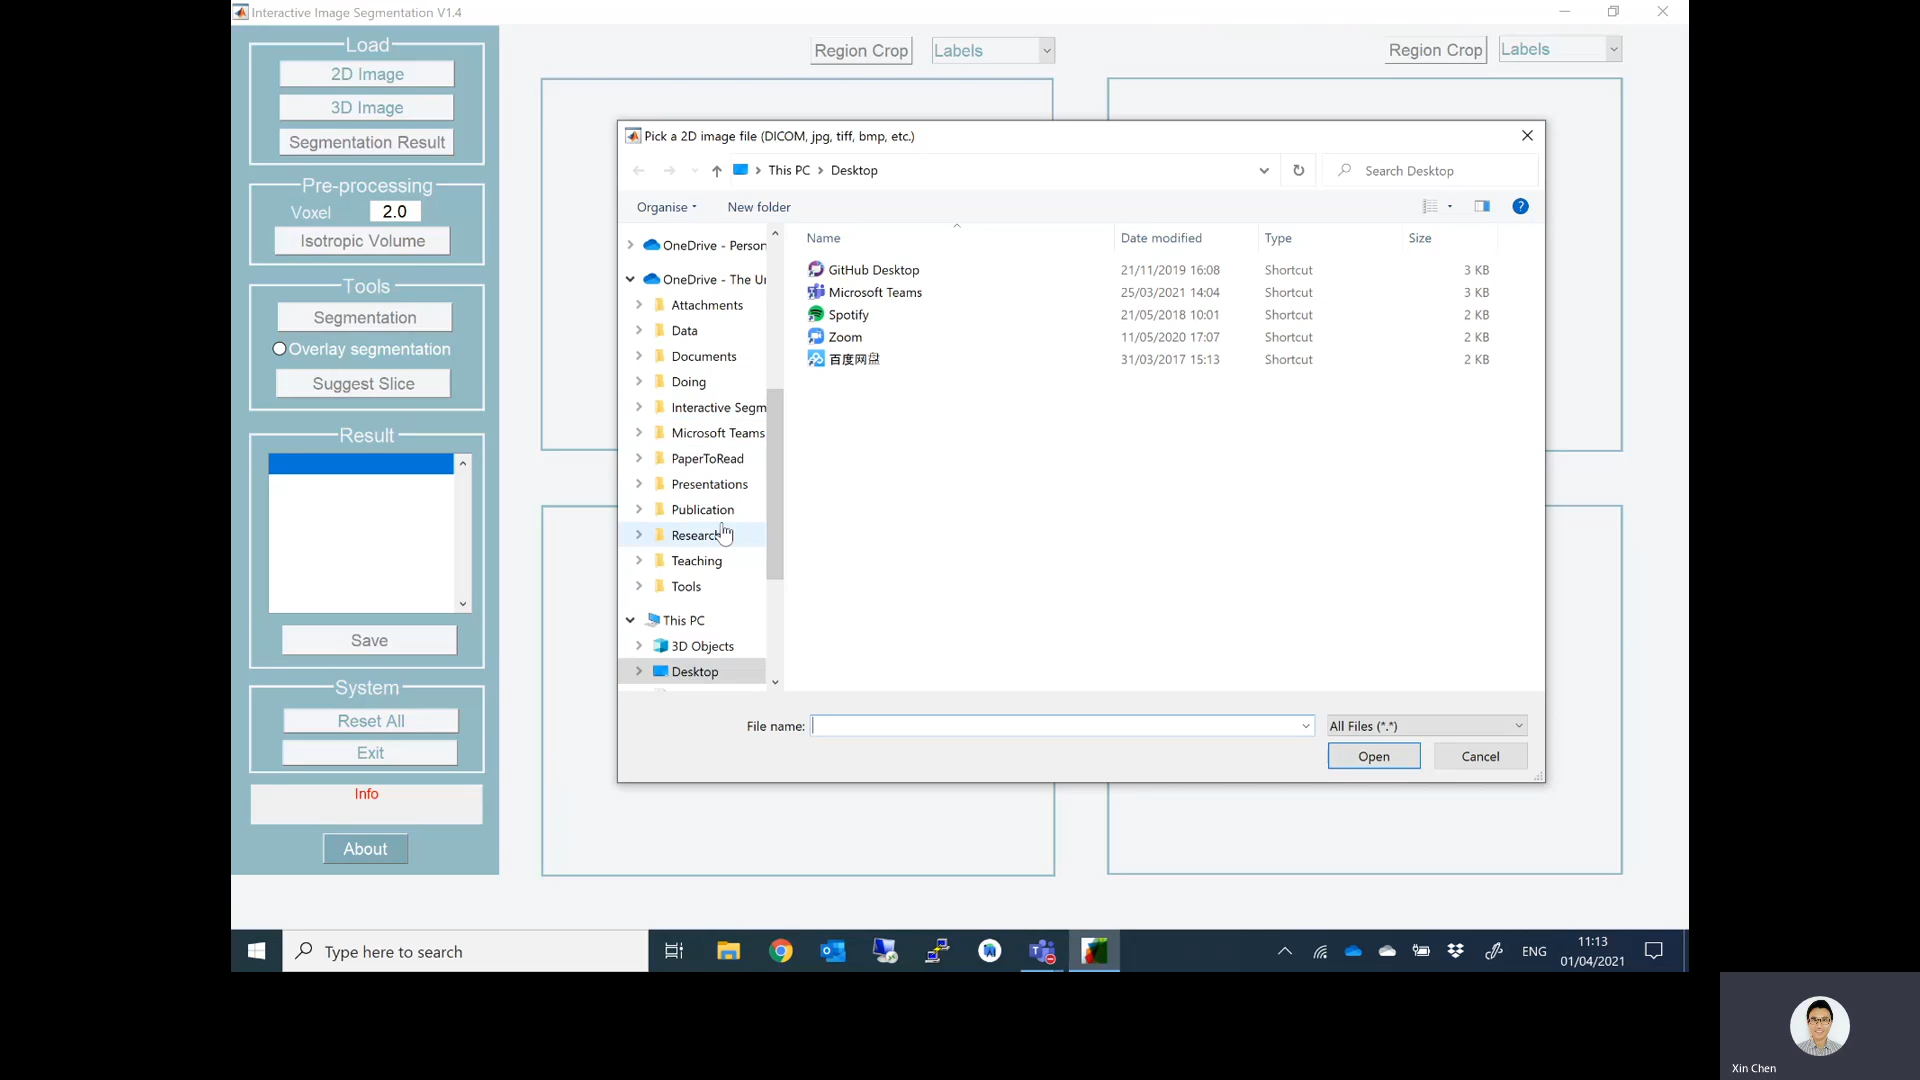 Interactive Image Segmentation V1.4
Load
2D Image
3D Image
Segmentation Result
Pre-processing
Voxel 2.0
Isotropic Volume
Tools
Segmentation
Overlay segmentation
Suggest Slice
Result
Save
System
Reset All
Exit
Info
About
Region Crop Labels
Region Crop Labels
Pick a 2D image file (DICOM, jpg, tiff, bmp, etc.)
This PC > Desktop
Search Desktop
Organise New folder
OneDrive - Person
OneDrive - The Ur
Attachments
Data
Documents
Doing
Interactive Segm
Microsoft Teams
PaperToRead
Presentations
Publication
Research
Teaching
Tools
This PC
3D Objects
Desktop
Name Date modified Type Size
GitHub Desktop 21/11/2019 16:08 Shortcut 3 KB
Microsoft Teams 25/03/2021 14:04 Shortcut 3 KB
Spotify 21/05/2018 10:01 Shortcut 2 KB
Zoom 11/05/2020 17:07 Shortcut 2 KB
百度网盘 31/03/2017 15:13 Shortcut 2 KB
File name: All Files (*.*)
Open Cancel
Type here to search
ENG
11:13
01/04/2021
Xin Chen